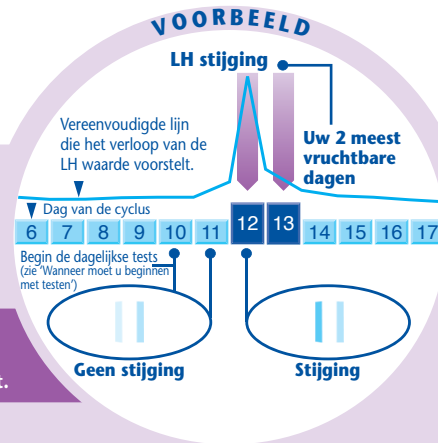 VOORBEELD
LH stijging
Vereenvoudigde lijn
die het verloop van de
LH waarde voorstelt.
Uw 2 meest
vruchtbare
dagen
Dag van de cyclus
6 7 8 9 10 11 12 13 14 15 16 17
Begin de dagelijkse tests
(zie 'Wanneer moet u beginnen
met testen')
Geen stijging
Stijging
t.